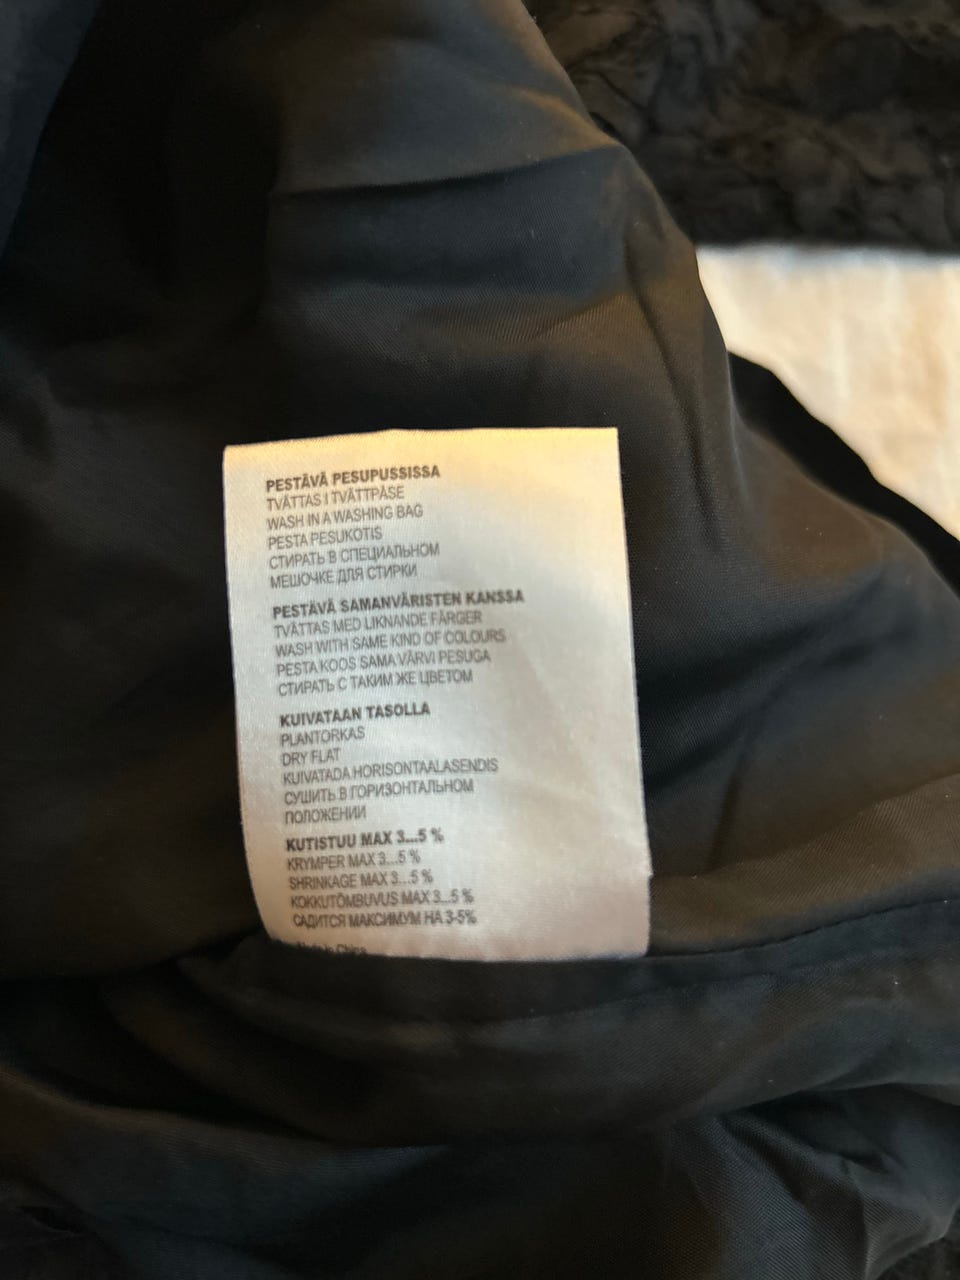 PESTÄVÄ PESUPUSSISSA
TVÄTTAS I TVÄTTPÅSE
WASH IN A WASHING BAG
PESTA PESUKOTIS
СТИРАТЬ В СПЕЦИАЛЬНОМ
МЕШОЧКЕ ДЛЯ СТИРКИ
PESTÄVÄ SAMANVÄRISTEN KANSSA
TVÄTTAS MED LIKNANDE FÄRGER
WASH WITH SAME KIND OF COLOURS
PESTA KOOS SAMA VÄRVI PESUGA
СТИРАТЬ С ТАКИМ ЖЕ ЦВЕТОМ
KUIVATAAN TASOLLA
PLANTORKAS
DRY FLAT
KUIVATADA HORISONTAALASENDIS
СУШИТЬ В ГОРИЗОНТАЛЬНОМ
ПОЛОЖЕНИИ
KUTISTUU MAX 3...5 %
KRYMPER MAX 3...5 %
SHRINKAGE MAX 3...5 %
KOKKUTÕMBUVUS MAX 3...5 %
САДИТСЯ МАКСИМУМ НА 3-5%
China